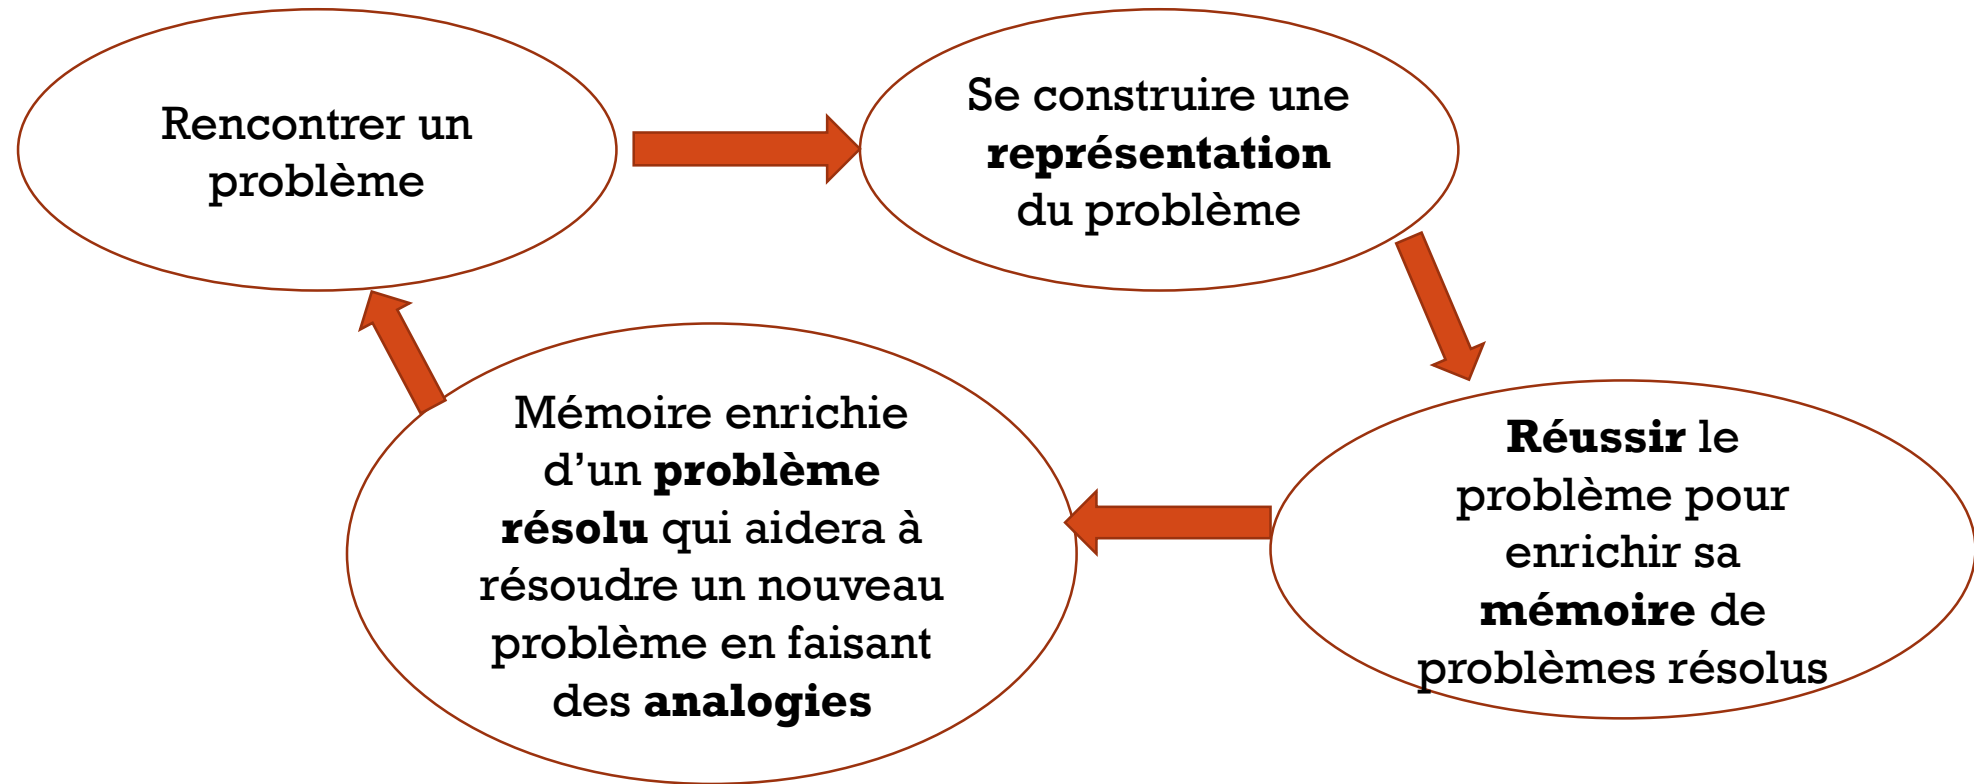 Rencontrer un
problème
Se construire une
représentation
du problème
Réussir le
problème pour
enrichir sa
mémoire de
problèmes résolus
Mémoire enrichie
d’un problème
résolu qui aidera à
résoudre un nouveau
problème en faisant
des analogies